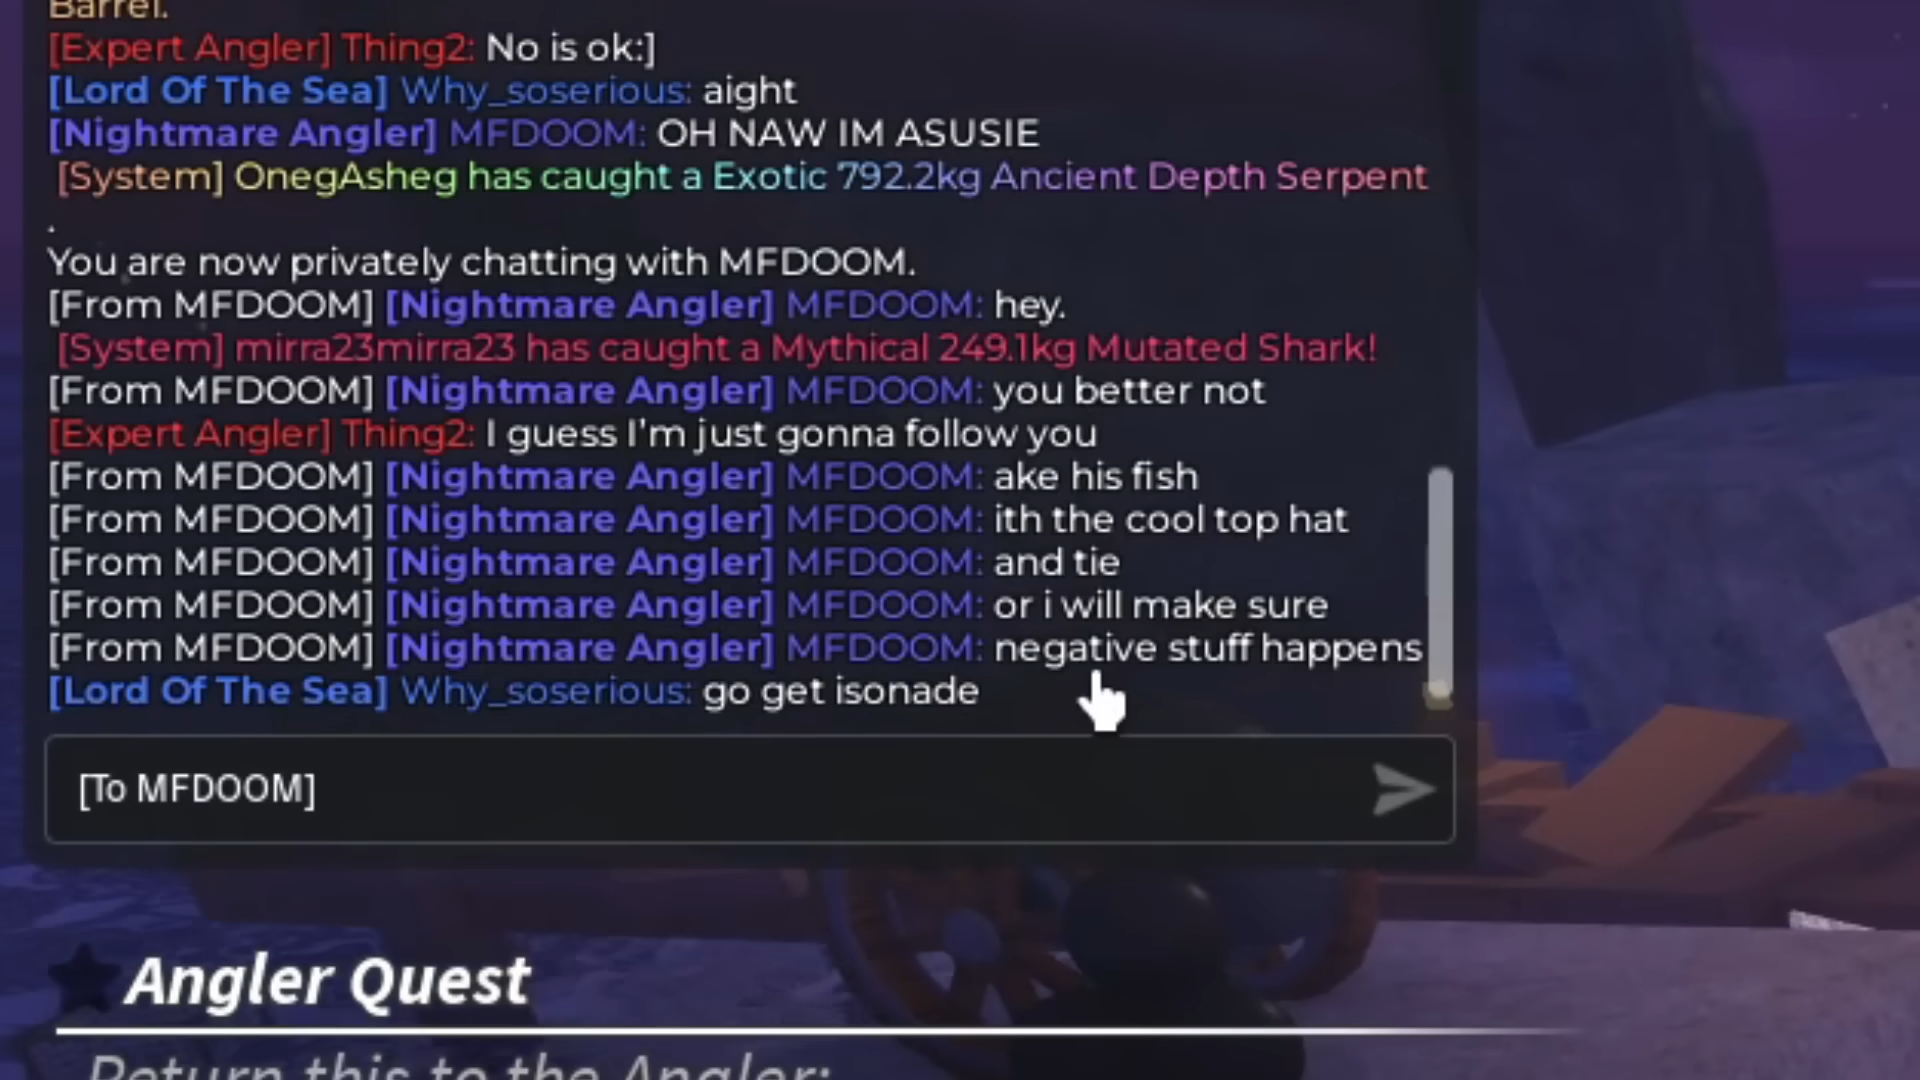 Barrel.
[Expert Angler] Thing2: No is ok:]
[Lord Of The Sea] Why_soserious: aight
[Nightmare Angler] MFDOOM: OH NAW IM ASUSIE
[System] OnegAsheg has caught a Exotic 792.2kg Ancient Depth Serpent
.
You are now privately chatting with MFDOOM.
[From MFDOOM] [Nightmare Angler] MFDOOM: hey.
[System] mirra23mirra23 has caught a Mythical 249.1kg Mutated Shark!
[From MFDOOM] [Nightmare Angler] MFDOOM: you better not
[Expert Angler] Thing2: I guess I'm just gonna follow you
[From MFDOOM] [Nightmare Angler] MFDOOM: ake his fish
[From MFDOOM] [Nightmare Angler] MFDOOM: ith the cool top hat
[From MFDOOM] [Nightmare Angler] MFDOOM: and tie
[From MFDOOM] [Nightmare Angler] MFDOOM: or i will make sure
[From MFDOOM] [Nightmare Angler] MFDOOM: negative stuff happens
[Lord Of The Sea] Why_soserious: go get isonade
[To MFDOOM]
Angler Quest
Return this to the Angler: